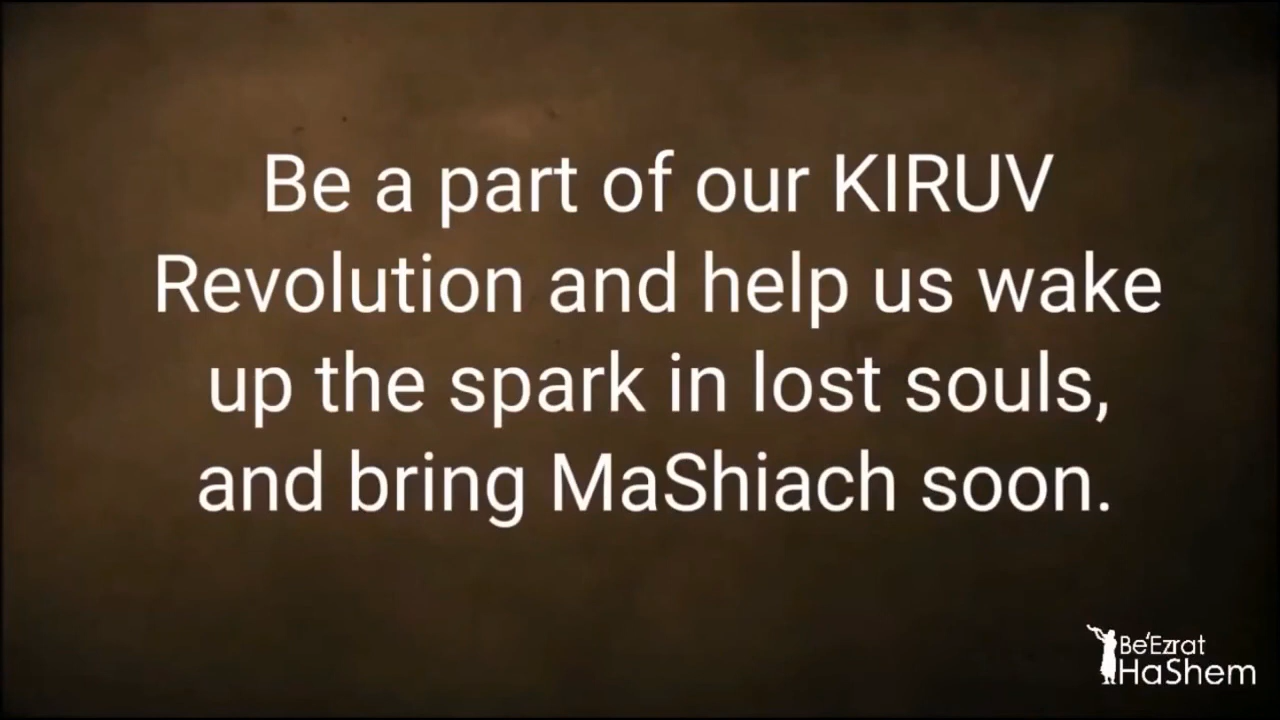 Be a part of our KIRUV
Revolution and help us wake
up the spark in lost souls,
and bring MaShiach soon.
Be'Ezrat
HaShem